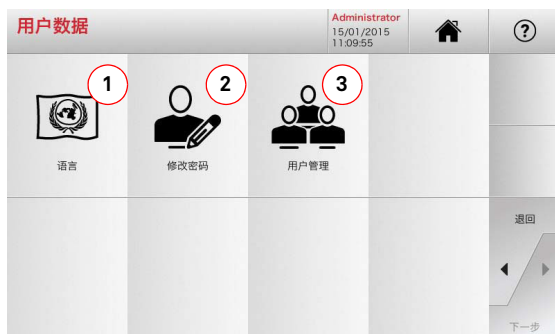 用户数据
Administrator
15/01/2015
11:09:55
?
1
2
3
语言
修改密码
用户管理
退回
下一步